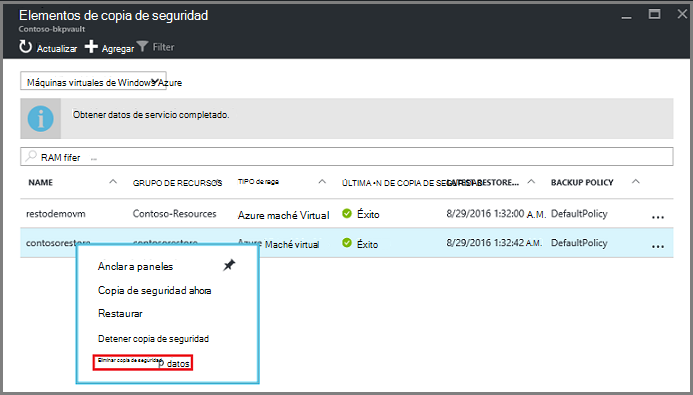 Elementos de copia de seguridad
Contoso-bkpvault
Actualizar Agregar Filter
Máquinas virtuales de Windows Azure
Obtener datos de servicio completado.
RAM fifer ...
NAME GRUPO DE RECURSOS TIPO de rega ÚLTIMA •N DE COPIA DE SEGURIDAD RESTORE... BACKUP POLICY
restodemovm Contoso-Resources Azure maché Virtual Éxito 8/29/2016 1:32:00 A.M. DefaultPolicy ...
contosorestore contosorestore Azure Maché virtual Éxito 8/29/2016 1:32:42 A.M. DefaultPolicy ...
Anclar a paneles
Copia de seguridad ahora
Restaurar
Detener copia de seguridad
Eliminar copia de seguridad p datos